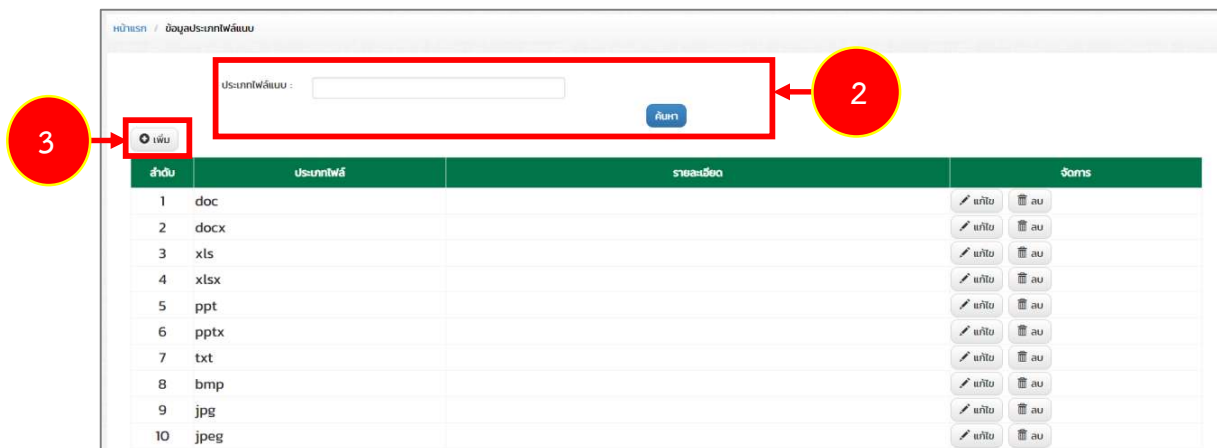 หน้าแรก / ข้อมูลประเภทไฟล์แนบ
ประเภทไฟล์แนบ :
2
ค้นหา
3
เพิ่ม
ลำดับ ประเภทไฟล์ รายละเอียด จัดการ
1 doc แก้ไข ลบ
2 docx แก้ไข ลบ
3 xls แก้ไข ลบ
4 xlsx แก้ไข ลบ
5 ppt แก้ไข ลบ
6 pptx แก้ไข ลบ
7 txt แก้ไข ลบ
8 bmp แก้ไข ลบ
9 jpg แก้ไข ลบ
10 jpeg แก้ไข ลบ